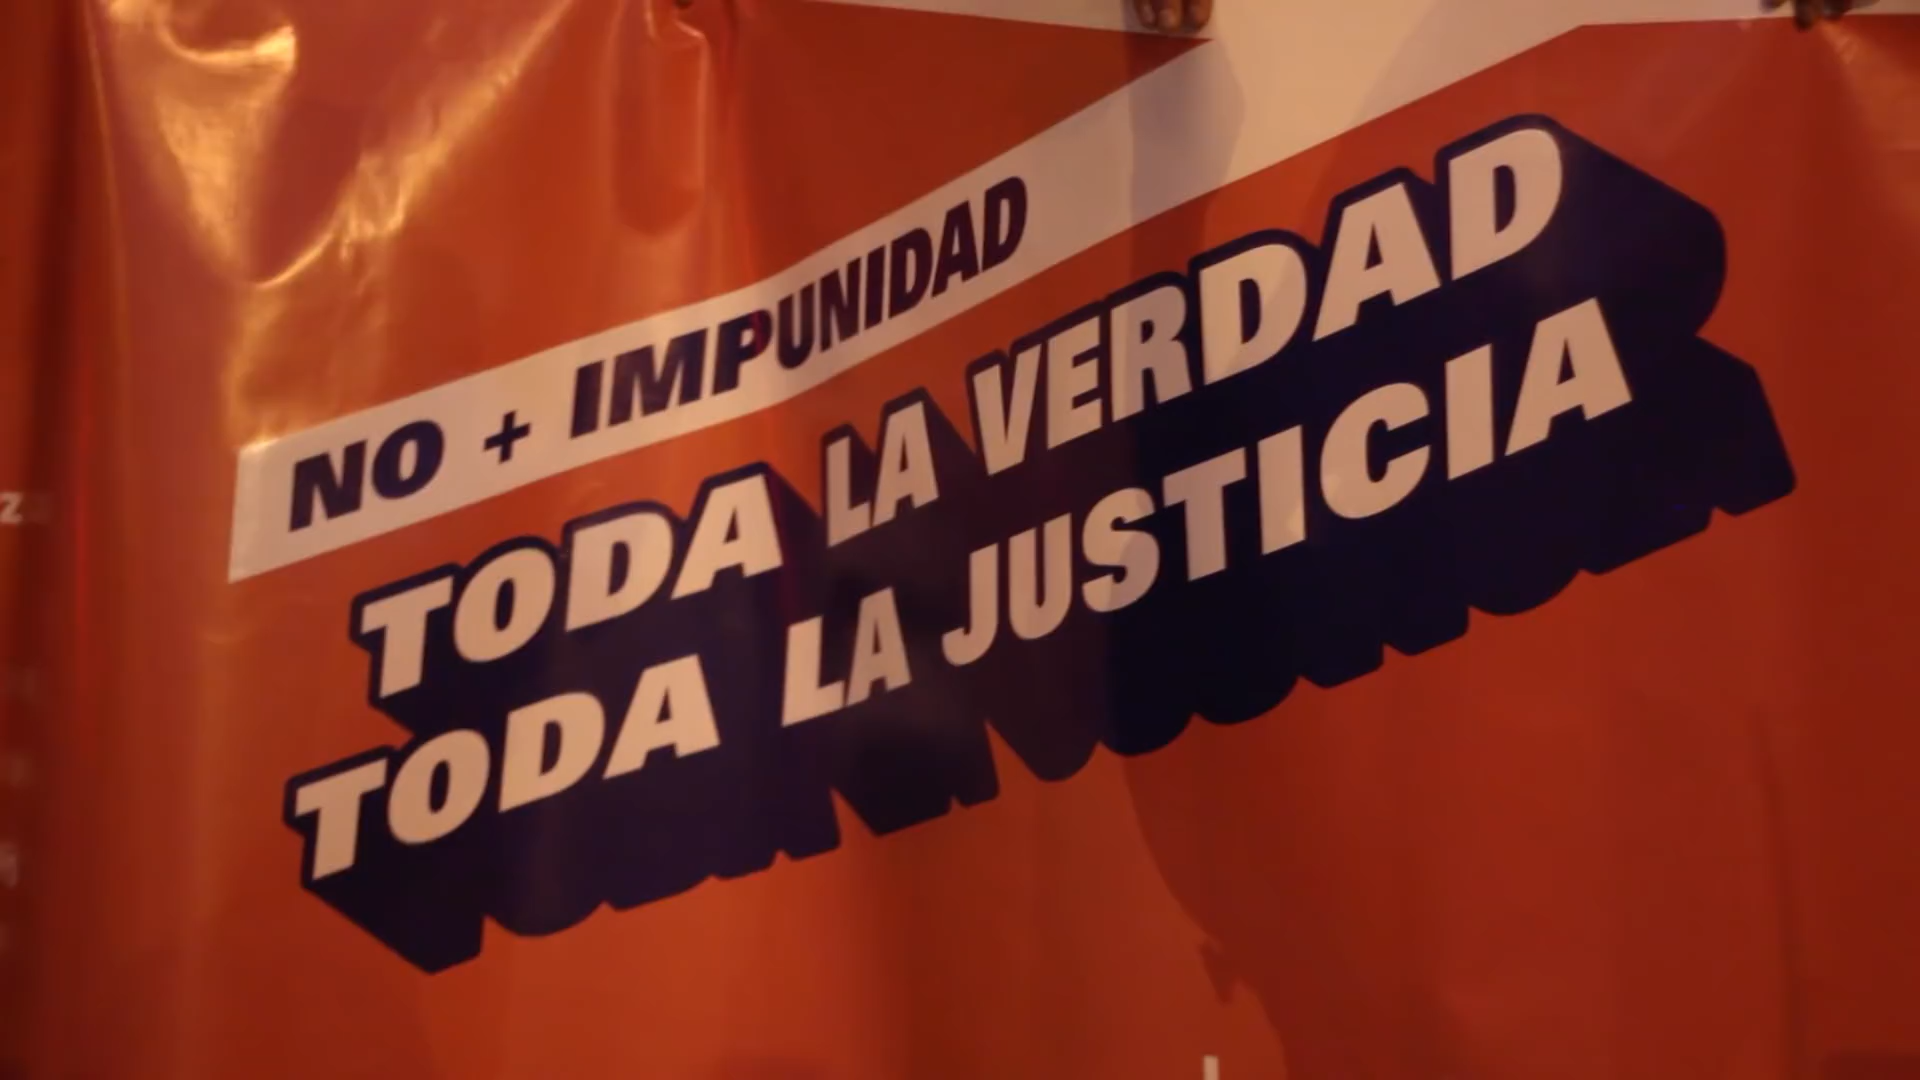 NO + IMPUNIDAD
TODA LA VERDAD
TODA LA JUSTICIA